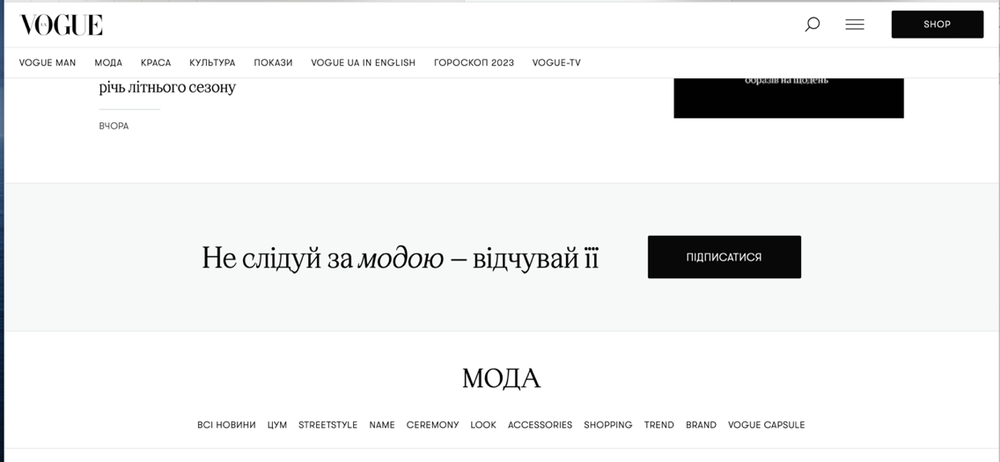 VOGUE
UA
SHOP
VOGUE MAN МОДА КРАСА КУЛЬТУРА ПОКАЗИ VOGUE UA IN ENGLISH ГОРОСКОП 2023 VOGUE-TV
річь літнього сезону
образів на щодень
ВЧОРА
Не слідуй за модою – відчувай її
ПІДПИСАТИСЯ
МОДА
ВСІ НОВИНИ ЦУМ STREETSTYLE NAME CEREMONY LOOK ACCESSORIES SHOPPING TREND BRAND VOGUE CAPSULE